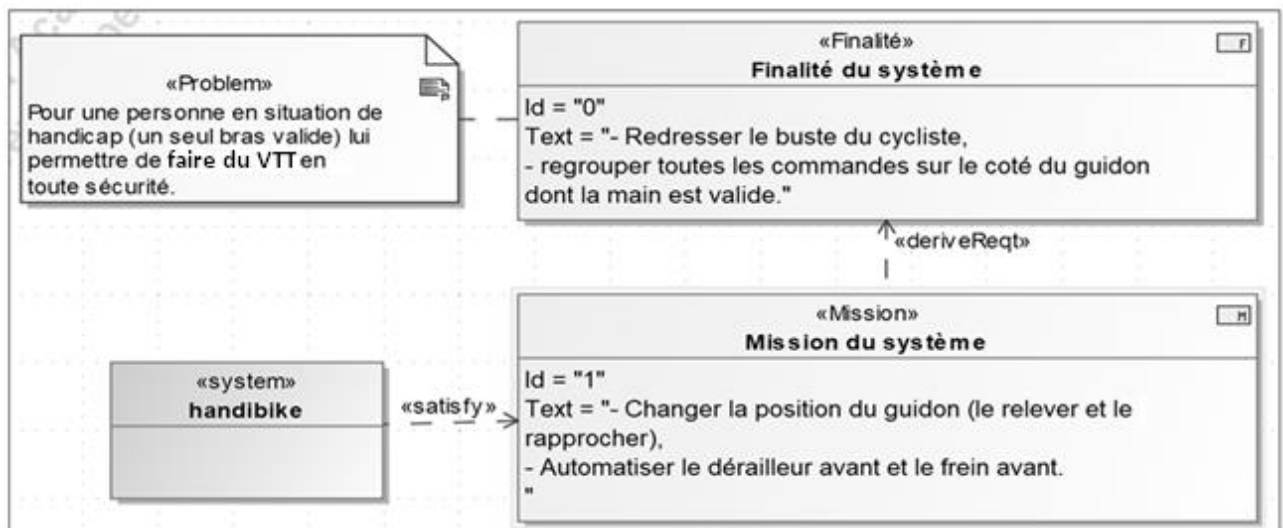 «Problem»
Pour une personne en situation de
handicap (un seul bras valide) lui
permettre de faire du VTT en
toute sécurité.
«Finalité»
F
Finalité du système
Id = "0"
Text = "- Redresser le buste du cycliste,
- regrouper toutes les commandes sur le coté du guidon
dont la main est valide."
«deriveReqt»
«Mission»
M
Mission du système
Id = "1"
Text = "- Changer la position du guidon (le relever et le
rapprocher),
- Automatiser le dérailleur avant et le frein avant.
"
«system»
handibike
«satisfy»